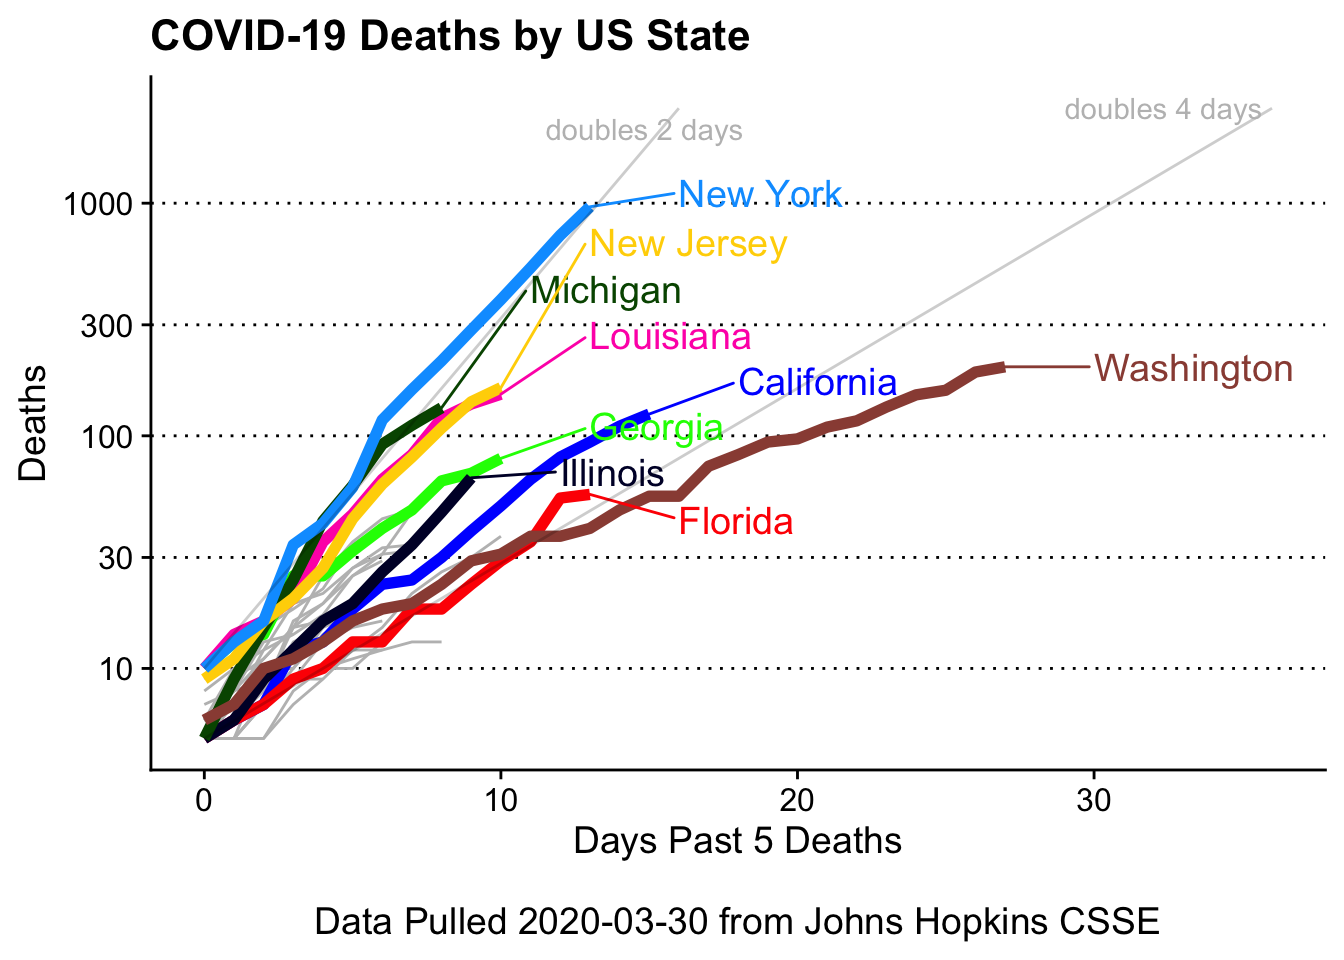 COVID-19 Deaths by US State
doubles 2 days
doubles 4 days
New York
New Jersey
Michigan
Louisiana
California
Washington
Georgia
Illinois
Florida
Deaths
1000
300
100
30
10
0
10
20
30
Days Past 5 Deaths
Data Pulled 2020-03-30 from Johns Hopkins CSSE